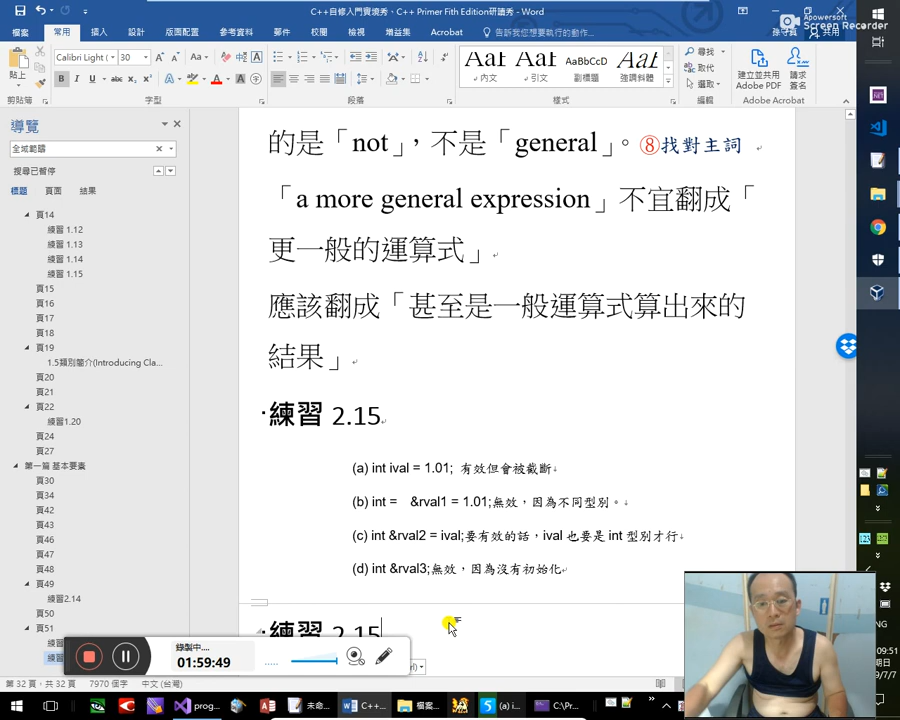 C++自修入門實境秀、C++ Primer Fith Edition研讀秀 - Word
Apowersoft
Screen Recorder
檔案
常用
插入
設計
版面配置
參考資料
郵件
校閱
檢視
增益集
Acrobat
告訴我您想要執行的動作...
共用
貼上
Calibri Light (
30
剪貼簿
字型
段落
樣式
編輯
Adobe Acrobat
內文
引文
副標題
強調斜體
AaBbCcD
尋找
取代
選取
建立並共用
Adobe PDF
請求
簽名
導覽
全域範疇
搜尋已暫停
標題
頁面
結果
頁14
練習 1.12
練習 1.13
練習 1.14
練習 1.15
頁15
頁16
頁17
頁18
頁19
1.5類別簡介(Introducing Cla...
頁20
頁21
頁22
練習1.20
頁24
頁27
第一篇 基本要素
頁30
頁34
頁42
頁43
頁46
頁47
頁48
頁49
練習2.14
頁50
頁51
的是「not」，不是「general」。⑧找對主詞
「a more general expression」不宜翻成「
更一般的運算式」
應該翻成「甚至是一般運算式算出來的
結果」
練習 2.15
(a) int ival = 1.01; 有效但會被截斷
(b) int = &rval1 = 1.01;無效，因為不同型別。
(c) int &rval2 = ival;要有效的話，ival 也要是 int 型別才行
(d) int &rval3;無效，因為沒有初始化
練習 2.15
錄製中....
01:59:49
第 32 頁，共 32 頁
7970 個字
中文 (台灣)
prog...
未命...
C++...
檔案...
(a) i...
C:\Pr...
NG
09:51
期日
19/7/7